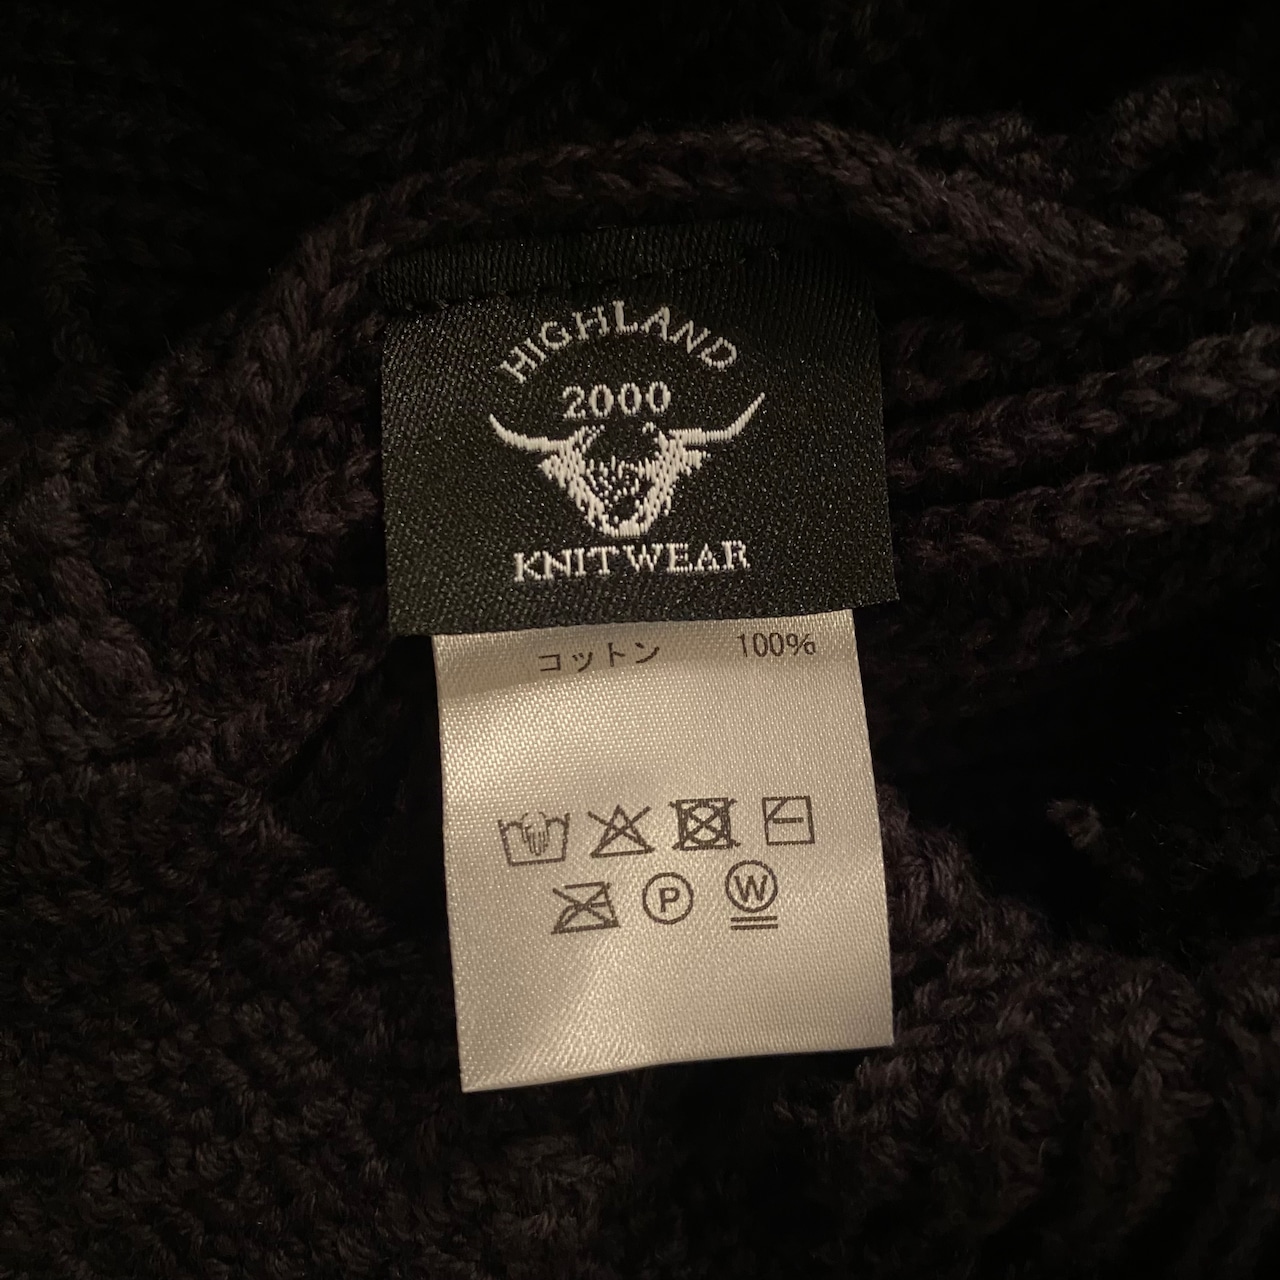 HIGHLAND
2000
KNITWEAR
コットン 100%
P W